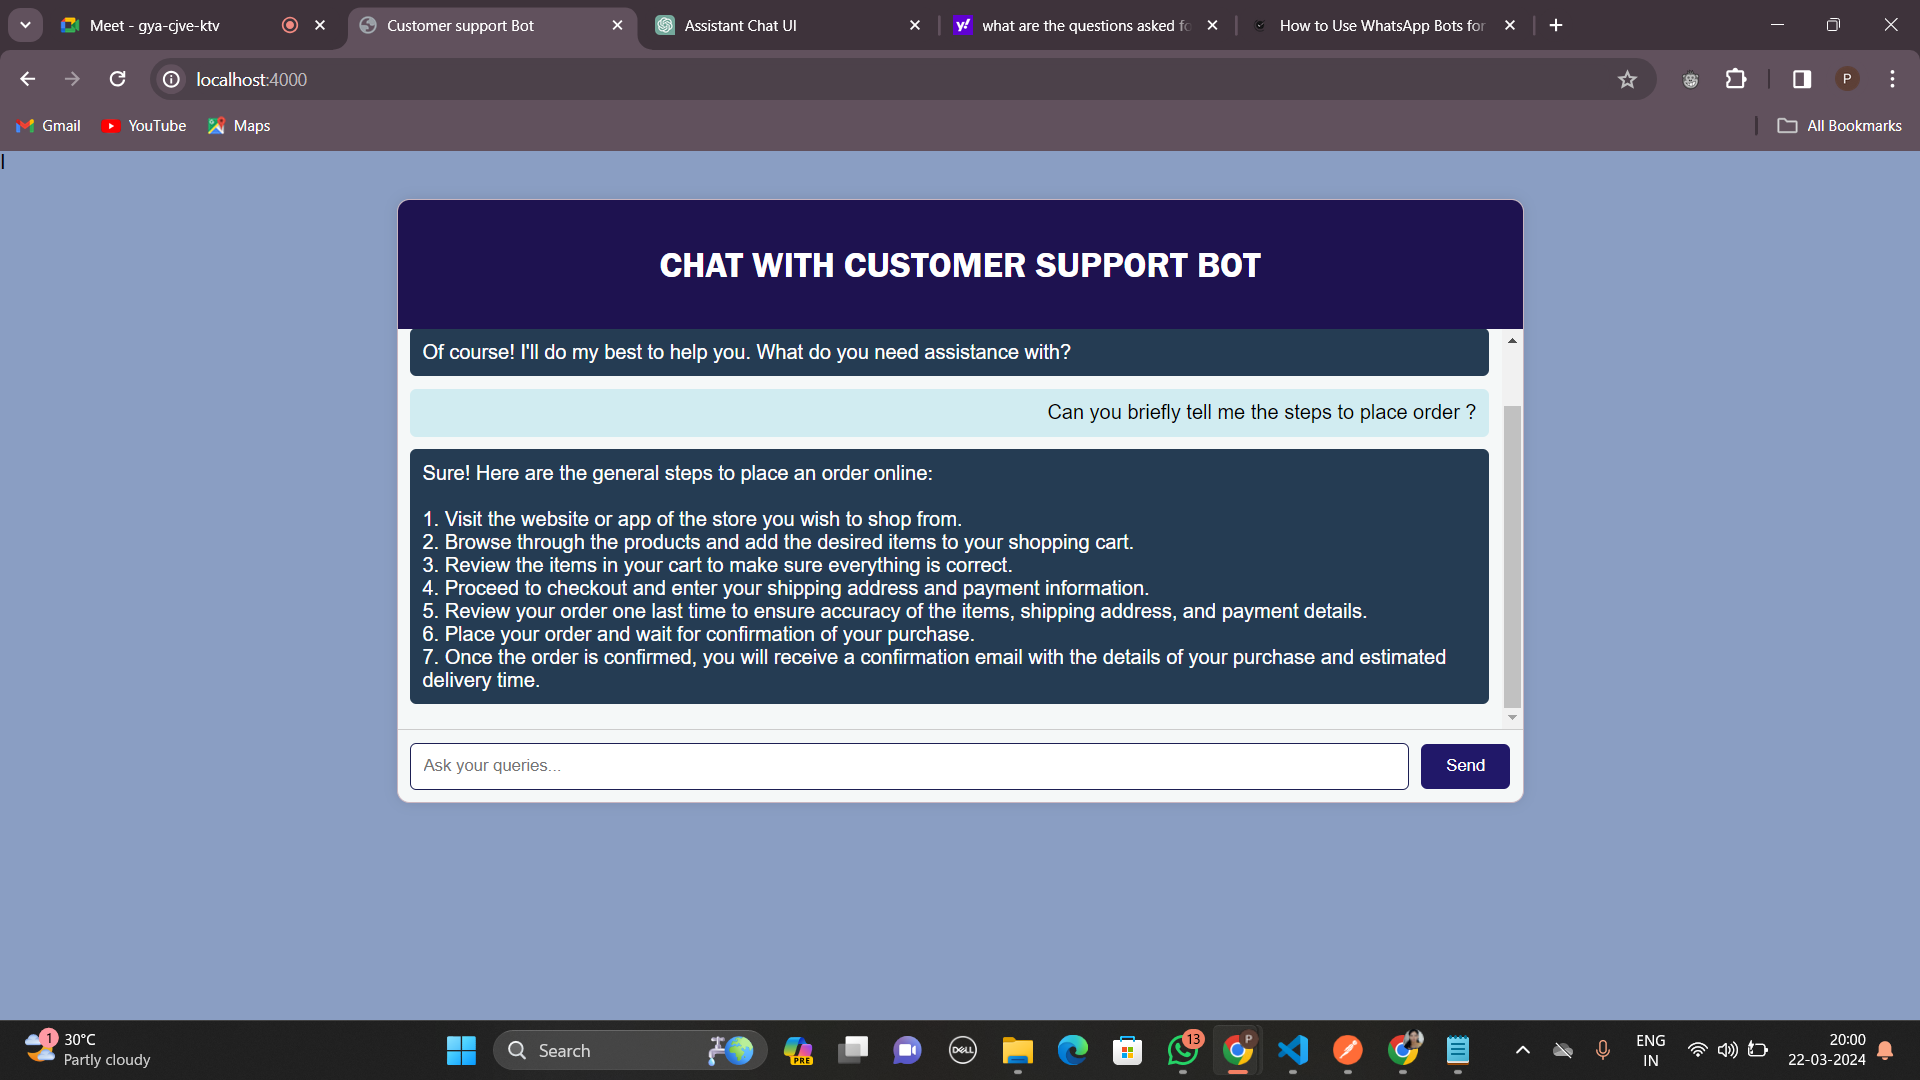 Meet - gya-cjve-ktv
Customer support Bot
Assistant Chat UI
what are the questions asked fo
How to Use WhatsApp Bots for
localhost:4000
P
Gmail
YouTube
Maps
All Bookmarks
CHAT WITH CUSTOMER SUPPORT BOT
Of course! I'll do my best to help you. What do you need assistance with?
Can you briefly tell me the steps to place order ?
Sure! Here are the general steps to place an order online:
1. Visit the website or app of the store you wish to shop from.
2. Browse through the products and add the desired items to your shopping cart.
3. Review the items in your cart to make sure everything is correct.
4. Proceed to checkout and enter your shipping address and payment information.
5. Review your order one last time to ensure accuracy of the items, shipping address, and payment details.
6. Place your order and wait for confirmation of your purchase.
7. Once the order is confirmed, you will receive a confirmation email with the details of your purchase and estimated
delivery time.
Ask your queries...
Send
1
30°C
Partly cloudy
Search
PRE
DELL
13
P
ENG
IN
20:00
22-03-2024